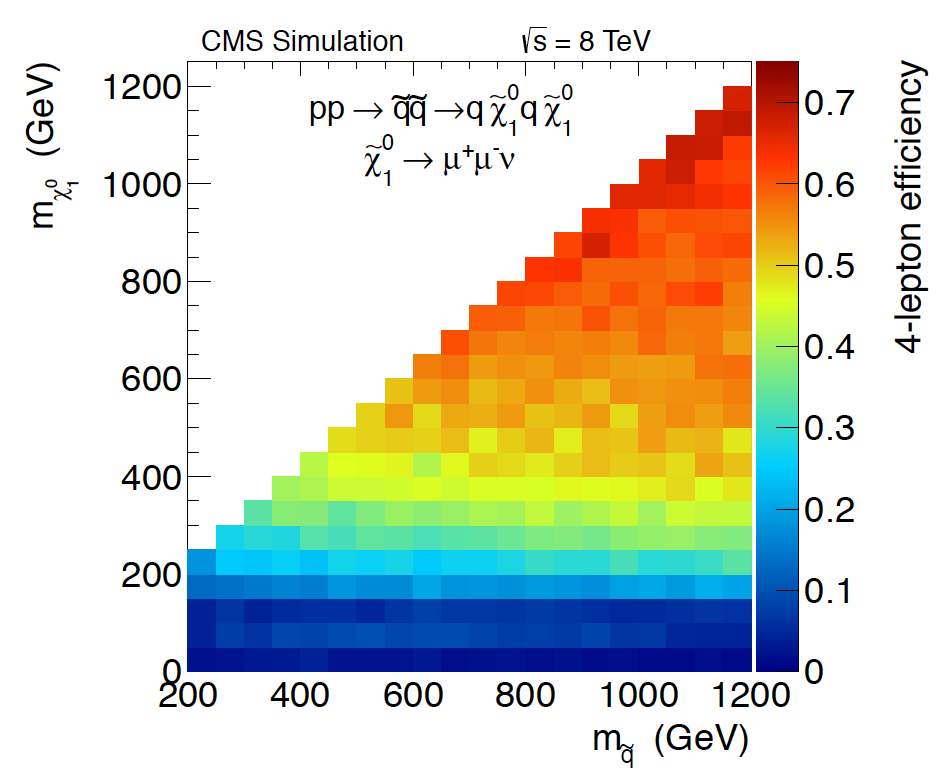 CMS Simulation √s = 8 TeV
pp → q̃q̃ → q χ̃₁⁰ q χ̃₁⁰
χ̃₁⁰ → μ⁺μ⁻ν
m_χ̃₁⁰ (GeV)
1200
1000
800
600
400
200
0
200 400 600 800 1000 1200
m_q̃ (GeV)
4-lepton efficiency
0.7
0.6
0.5
0.4
0.3
0.2
0.1
0